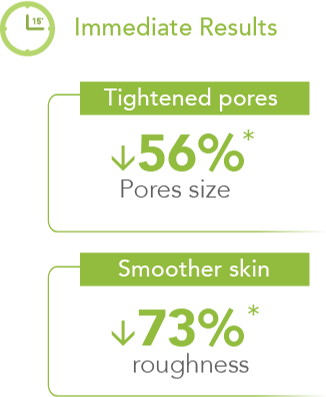 15'
Immediate Results
Tightened pores
↓56%*
Pores size
Smoother skin
↓73%*
roughness